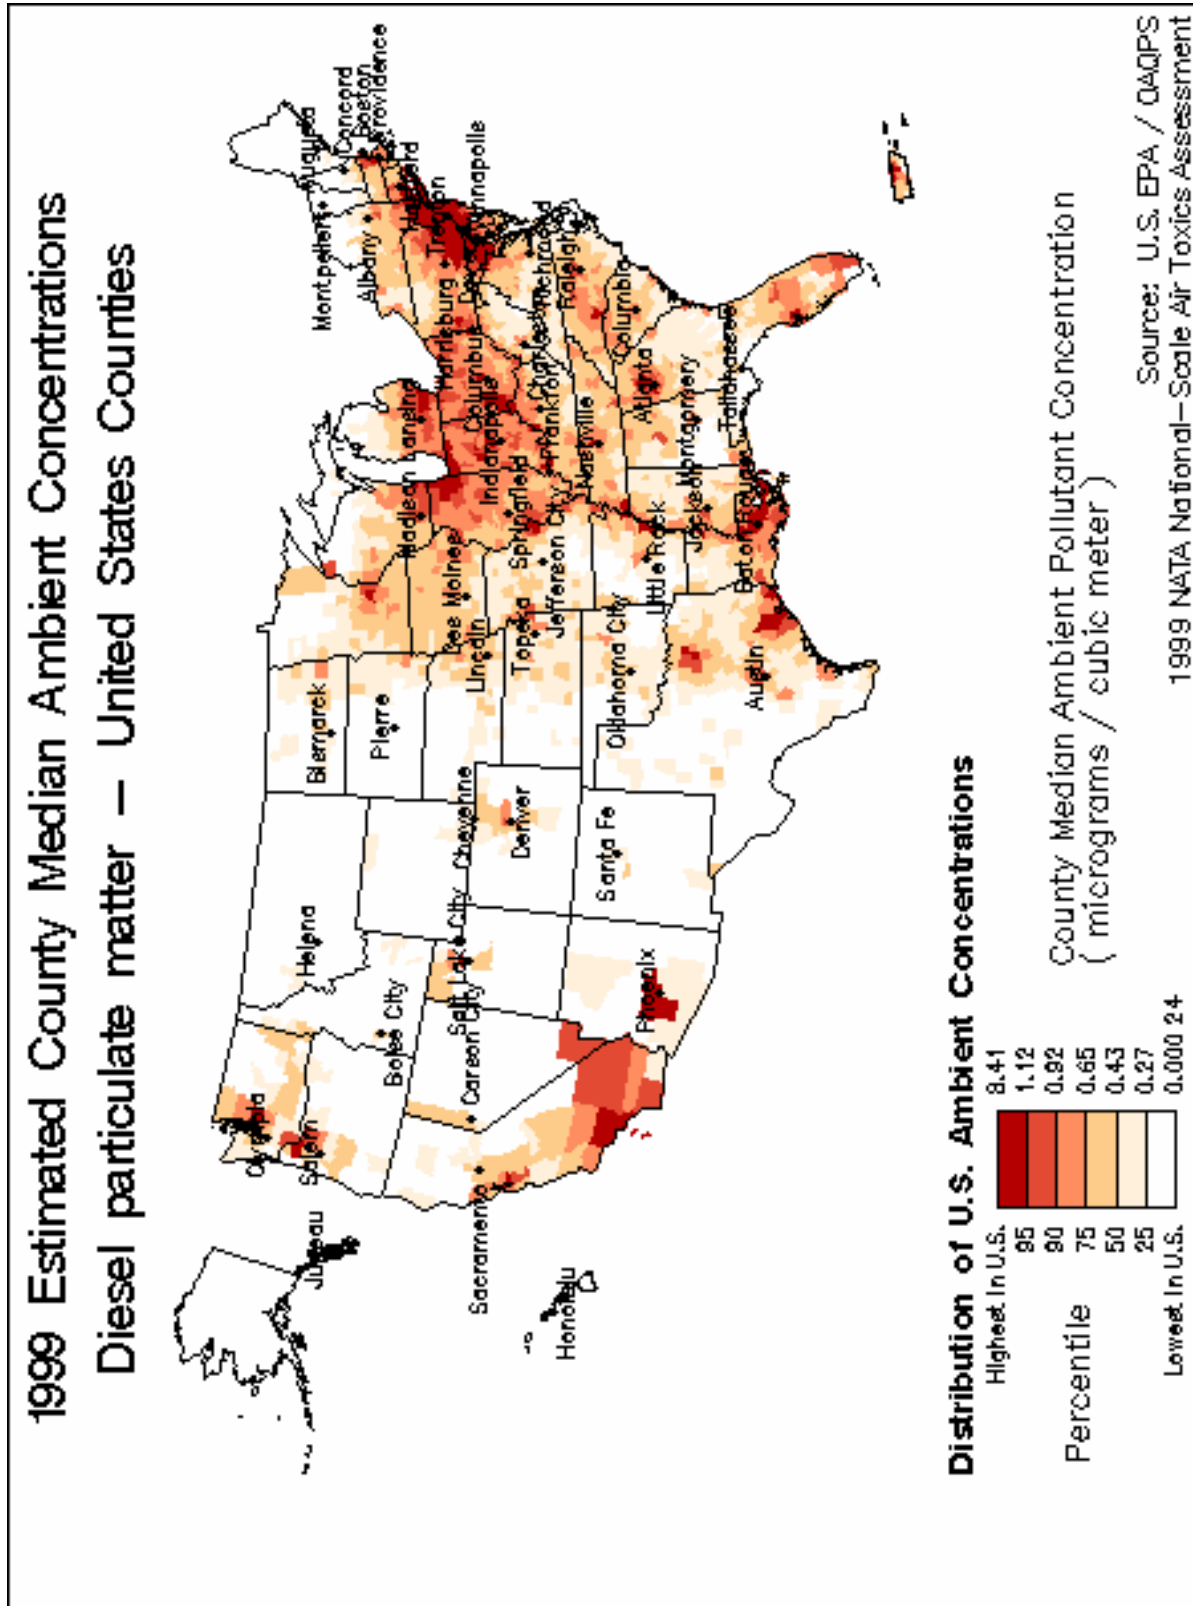 1999 Estimated County Median Ambient Concentrations
Diesel particulate matter — United States Counties
Juneau
Honolulu
Olympia
Salem
Sacramento
Carson City
Boise City
Helena
Salt Lake City
Phoenix
Cheyenne
Denver
Santa Fe
Bismarck
Pierre
Lincoln
Topeka
Oklahoma City
Austin
Des Moines
Jefferson City
Little Rock
Baton Rouge
Madison
Springfield
Jackson
Lansing
Indianapolis
Frankfort
Nashville
Montgomery
Columbus
Atlanta
Tallahassee
Harrisburg
Columbia
Raleigh
Richmond
Annapolis
Trenton
Albany
Montpelier
Augusta
Concord
Boston
Providence
Distribution of U.S. Ambient Concentrations
Highest In U.S. 8.41
95 1.12
90 0.92
75 0.65
50 0.43
25 0.27
Lowest In U.S. 0.000 24
Percentile
County Median Ambient Pollutant Concentration
( micrograms / cubic meter )
Source: U.S. EPA / OAQPS
1999 NATA National–Scale Air Toxics Assessment